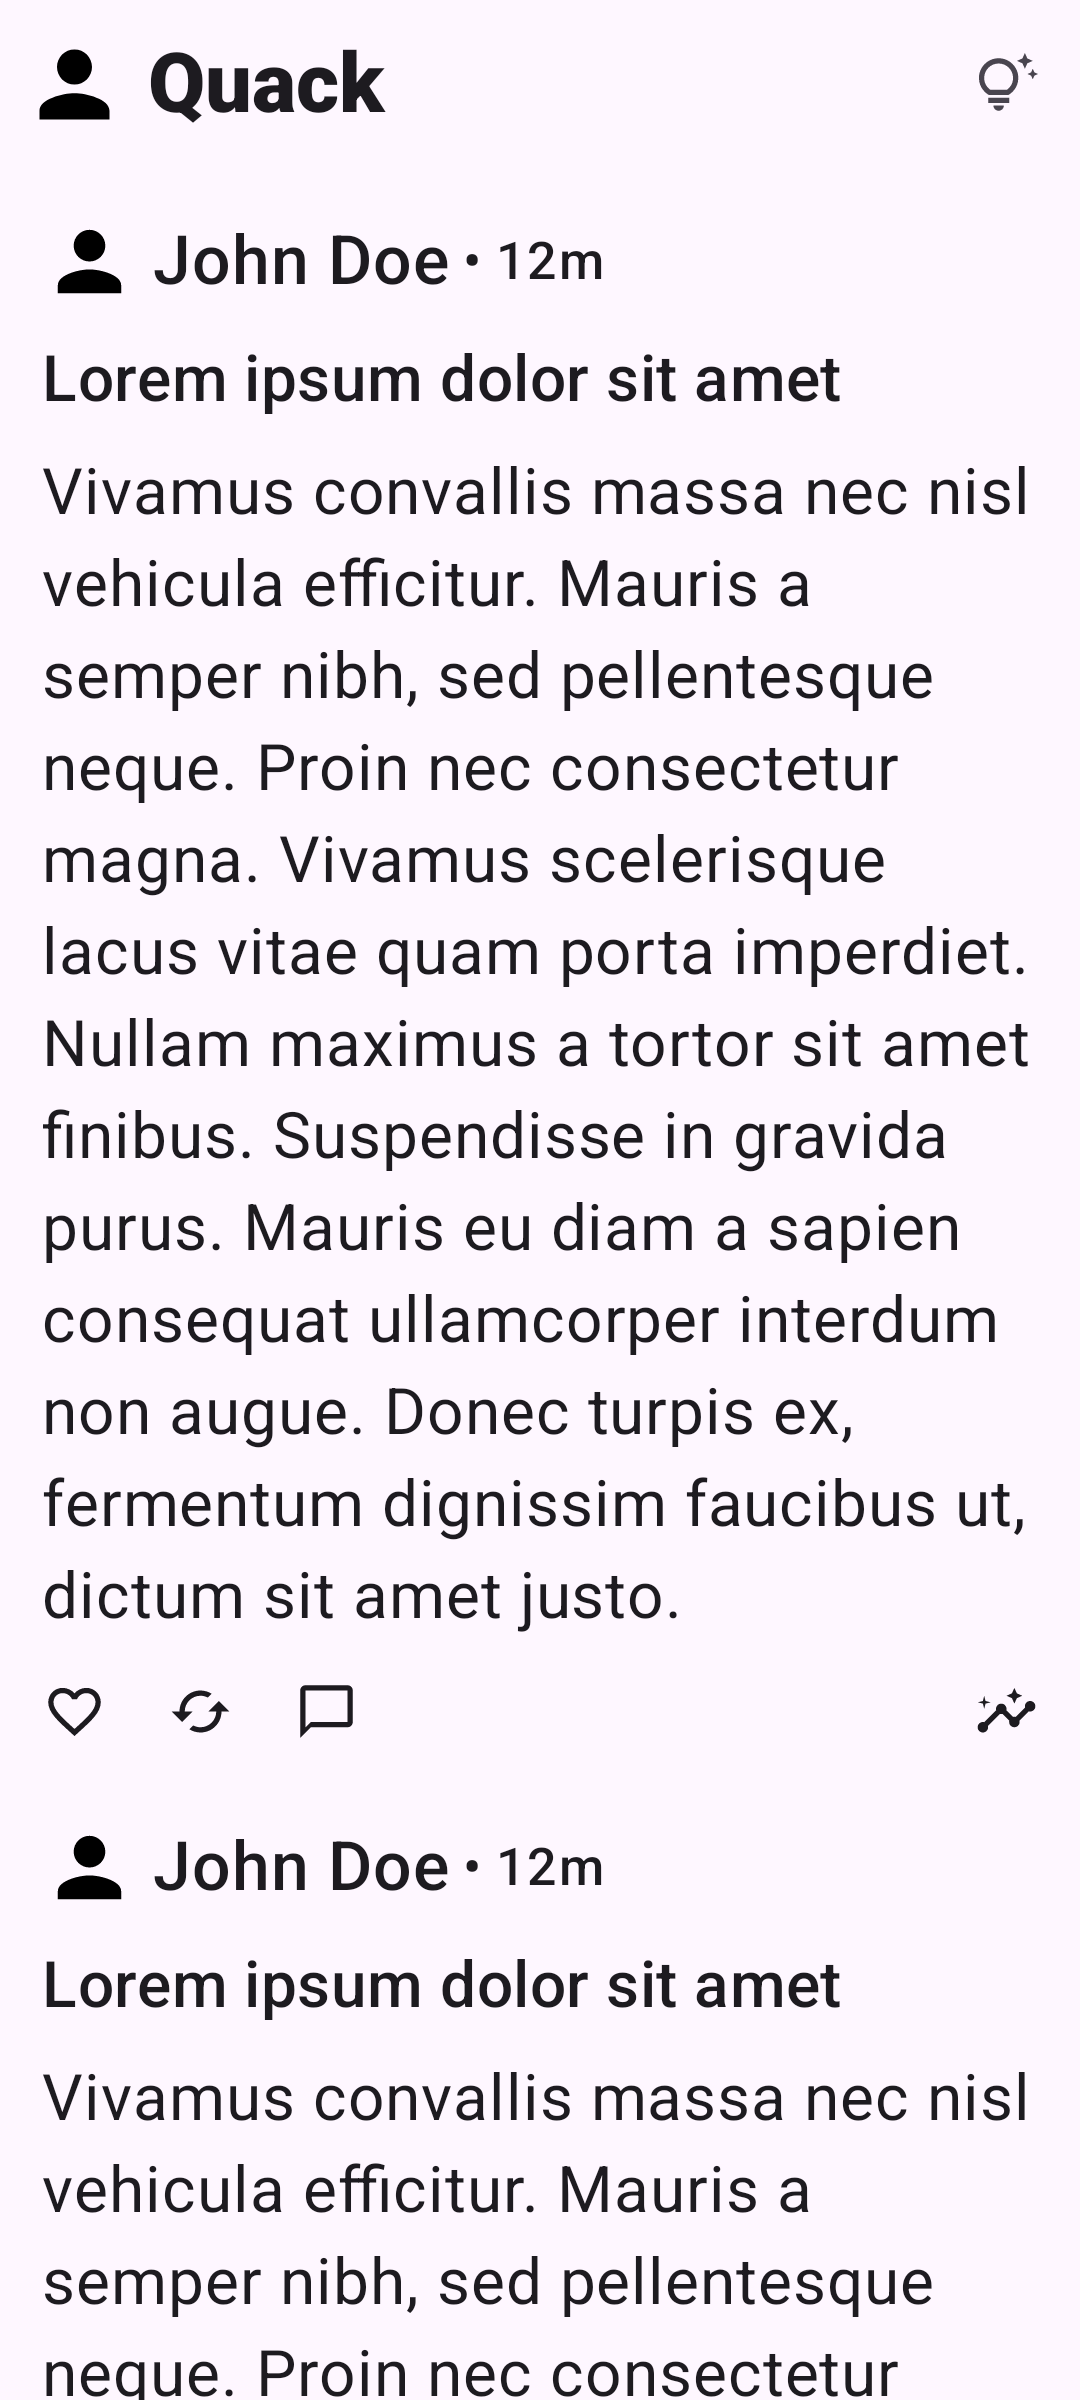 Quack
John Doe • 12m
Lorem ipsum dolor sit amet
Vivamus convallis massa nec nisl
vehicula efficitur. Mauris a
semper nibh, sed pellentesque
neque. Proin nec consectetur
magna. Vivamus scelerisque
lacus vitae quam porta imperdiet.
Nullam maximus a tortor sit amet
finibus. Suspendisse in gravida
purus. Mauris eu diam a sapien
consequat ullamcorper interdum
non augue. Donec turpis ex,
fermentum dignissim faucibus ut,
dictum sit amet justo.
John Doe • 12m
Lorem ipsum dolor sit amet
Vivamus convallis massa nec nisl
vehicula efficitur. Mauris a
semper nibh, sed pellentesque
neque. Proin nec consectetur